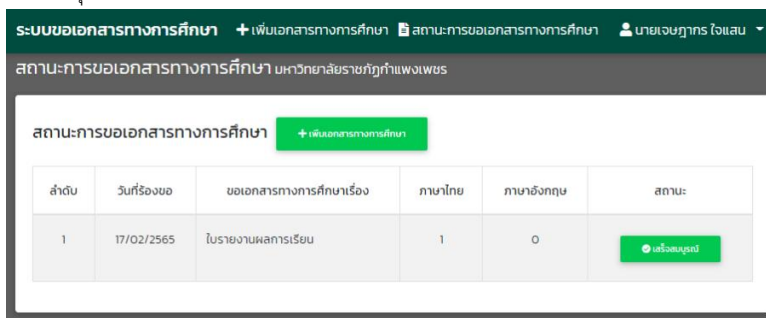 ระบบขอเอกสารทางการศึกษา เพิ่มเอกสารทางการศึกษา สถานะการขอเอกสารทางการศึกษา นายเจษฎากร ใจแสน
สถานะการขอเอกสารทางการศึกษา มหาวิทยาลัยราชภัฏกำแพงเพชร
สถานะการขอเอกสารทางการศึกษา เพิ่มเอกสารทางการศึกษา
ลำดับ วันที่ร้องขอ ขอเอกสารทางการศึกษาเรื่อง ภาษาไทย ภาษาอังกฤษ สถานะ
1 17/02/2565 ใบรายงานผลการเรียน 1 0 เสร็จสมบูรณ์